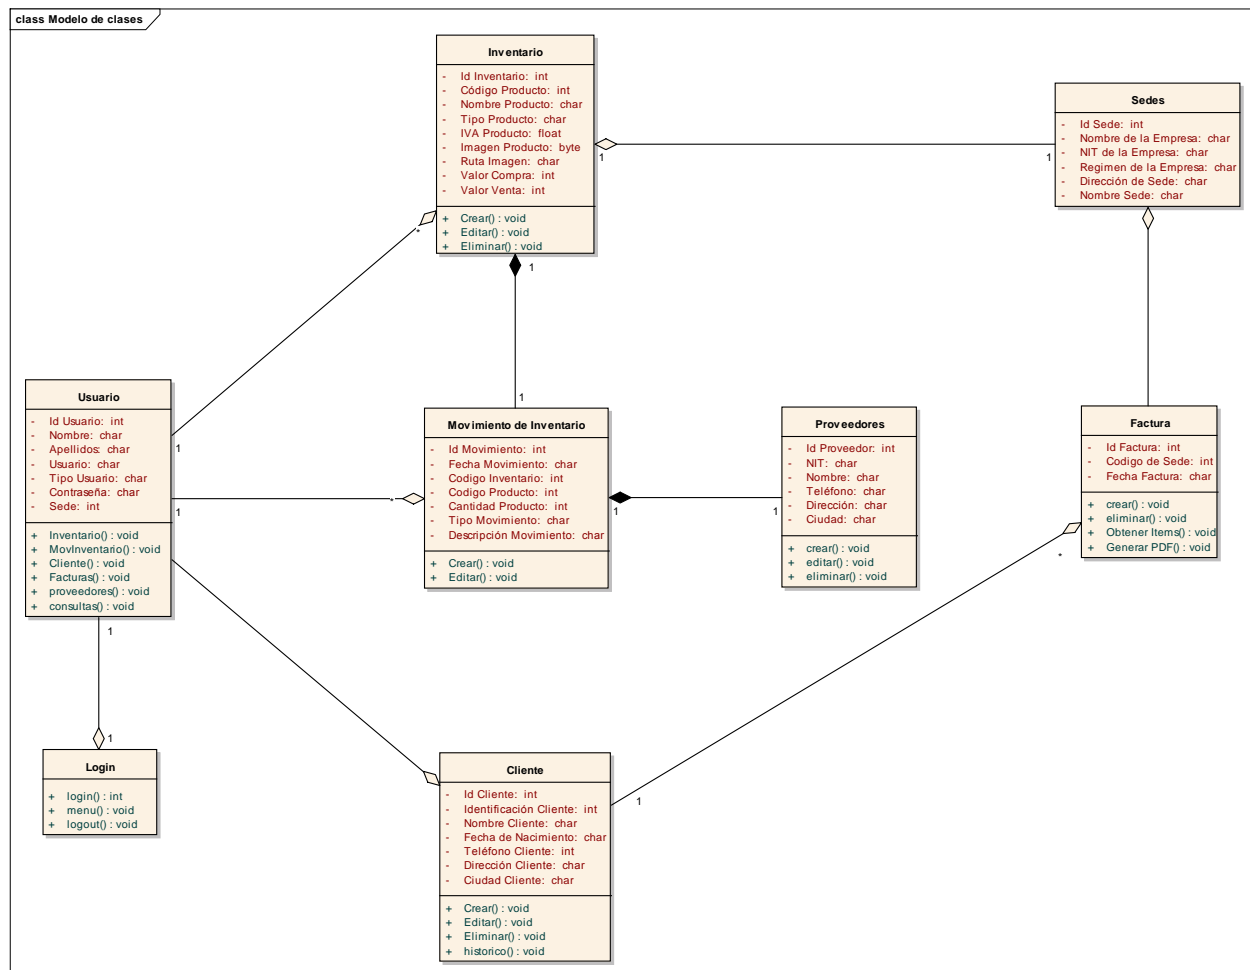 class Modelo de clases
Inventario
- Id Inventario: int
- Código Producto: int
- Nombre Producto: char
- Tipo Producto: char
- IVA Producto: float
- Imagen Producto: byte
- Ruta Imagen: char
- Valor Compra: int
- Valor Venta: int
+ Crear() : void
+ Editar() : void
+ Eliminar() : void
1
1
*
1
Sedes
- Id Sede: int
- Nombre de la Empresa: char
- NIT de la Empresa: char
- Regimen de la Empresa: char
- Dirección de Sede: char
- Nombre Sede: char
Usuario
- Id Usuario: int
- Nombre: char
- Apellidos: char
- Usuario: char
- Tipo Usuario: char
- Contraseña: char
- Sede: int
+ Inventario() : void
+ MovInventario() : void
+ Cliente() : void
+ Facturas() : void
+ proveedores() : void
+ consultas() : void
1
1
1
*
1
Movimiento de Inventario
- Id Movimiento: int
- Fecha Movimiento: char
- Codigo Inventario: int
- Codigo Producto: int
- Cantidad Producto: int
- Tipo Movimiento: char
- Descripción Movimiento: char
+ Crear() : void
+ Editar() : void
1
1
Proveedores
- Id Proveedor: int
- NIT: char
- Nombre: char
- Teléfono: char
- Dirección: char
- Ciudad: char
+ crear() : void
+ editar() : void
+ eliminar() : void
Factura
- Id Factura: int
- Codigo de Sede: int
- Fecha Factura: char
+ crear() : void
+ eliminar() : void
+ Obtener Items() : void
+ Generar PDF() : void
*
1
Login
+ login() : int
+ menu() : void
+ logout() : void
Cliente
- Id Cliente: int
- Identificación Cliente: int
- Nombre Cliente: char
- Fecha de Nacimiento: char
- Teléfono Cliente: int
- Dirección Cliente: char
- Ciudad Cliente: char
+ Crear() : void
+ Editar() : void
+ Eliminar() : void
+ historico() : void
1